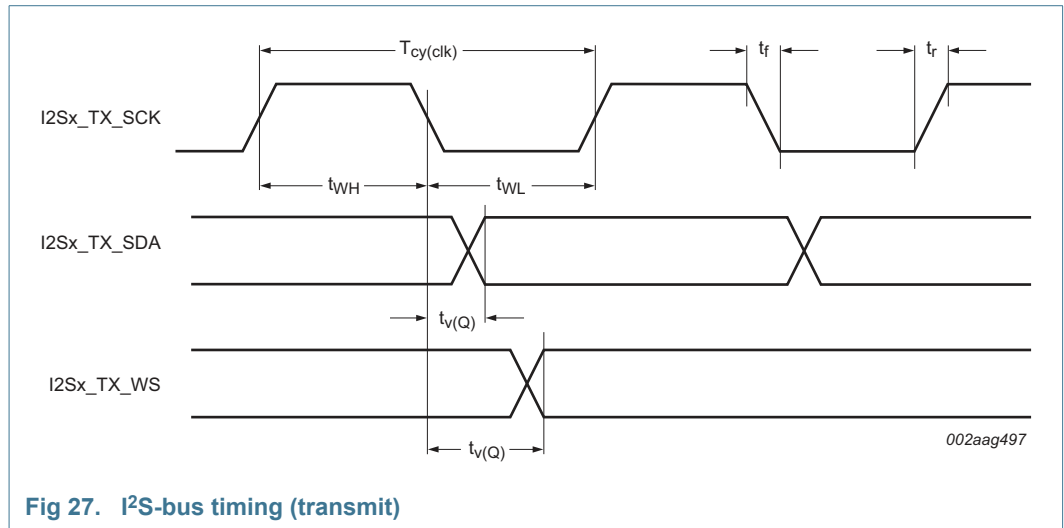 T_cy(clk)
t_f
t_r
I2Sx_TX_SCK
t_WH
t_WL
I2Sx_TX_SDA
t_v(Q)
I2Sx_TX_WS
t_v(Q)
002aag497
Fig 27. I²S-bus timing (transmit)